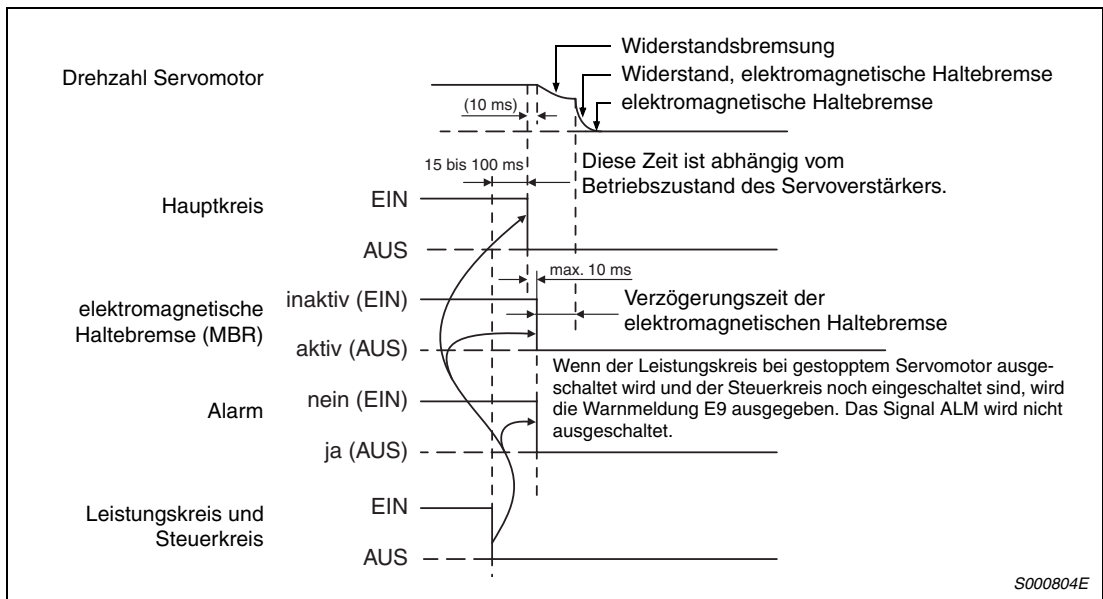 Drehzahl Servomotor
Widerstandsbremsung
Widerstand, elektromagnetische Haltebremse
elektromagnetische Haltebremse
(10 ms)
15 bis 100 ms
Diese Zeit ist abhängig vom
Betriebszustand des Servoverstärkers.
Hauptkreis
EIN
AUS
max. 10 ms
elektromagnetische
Haltebremse (MBR)
inaktiv (EIN)
aktiv (AUS)
Verzögerungszeit der
elektromagnetischen Haltebremse
Wenn der Leistungskreis bei gestopptem Servomotor ausge-
schaltet wird und der Steuerkreis noch eingeschaltet sind, wird
die Warnmeldung E9 ausgegeben. Das Signal ALM wird nicht
ausgeschaltet.
Alarm
nein (EIN)
ja (AUS)
Leistungskreis und
Steuerkreis
EIN
AUS
S000804E